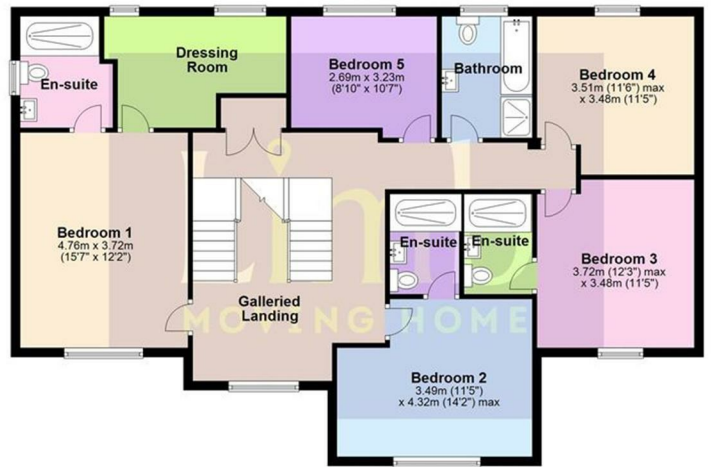 Dressing
Room
En-suite
Bedroom 5
2.69m x 3.23m
(8'10" x 10'7")
Bathroom
Bedroom 4
3.51m (11'6") max
x 3.48m (11'5")
Bedroom 1
4.76m x 3.72m
(15'7" x 12'2")
En-suite
En-suite
Bedroom 3
3.72m (12'3") max
x 3.48m (11'5")
Galleried
Landing
Limb
MOVING HOME
Bedroom 2
3.49m (11'5")
x 4.32m (14'2") max